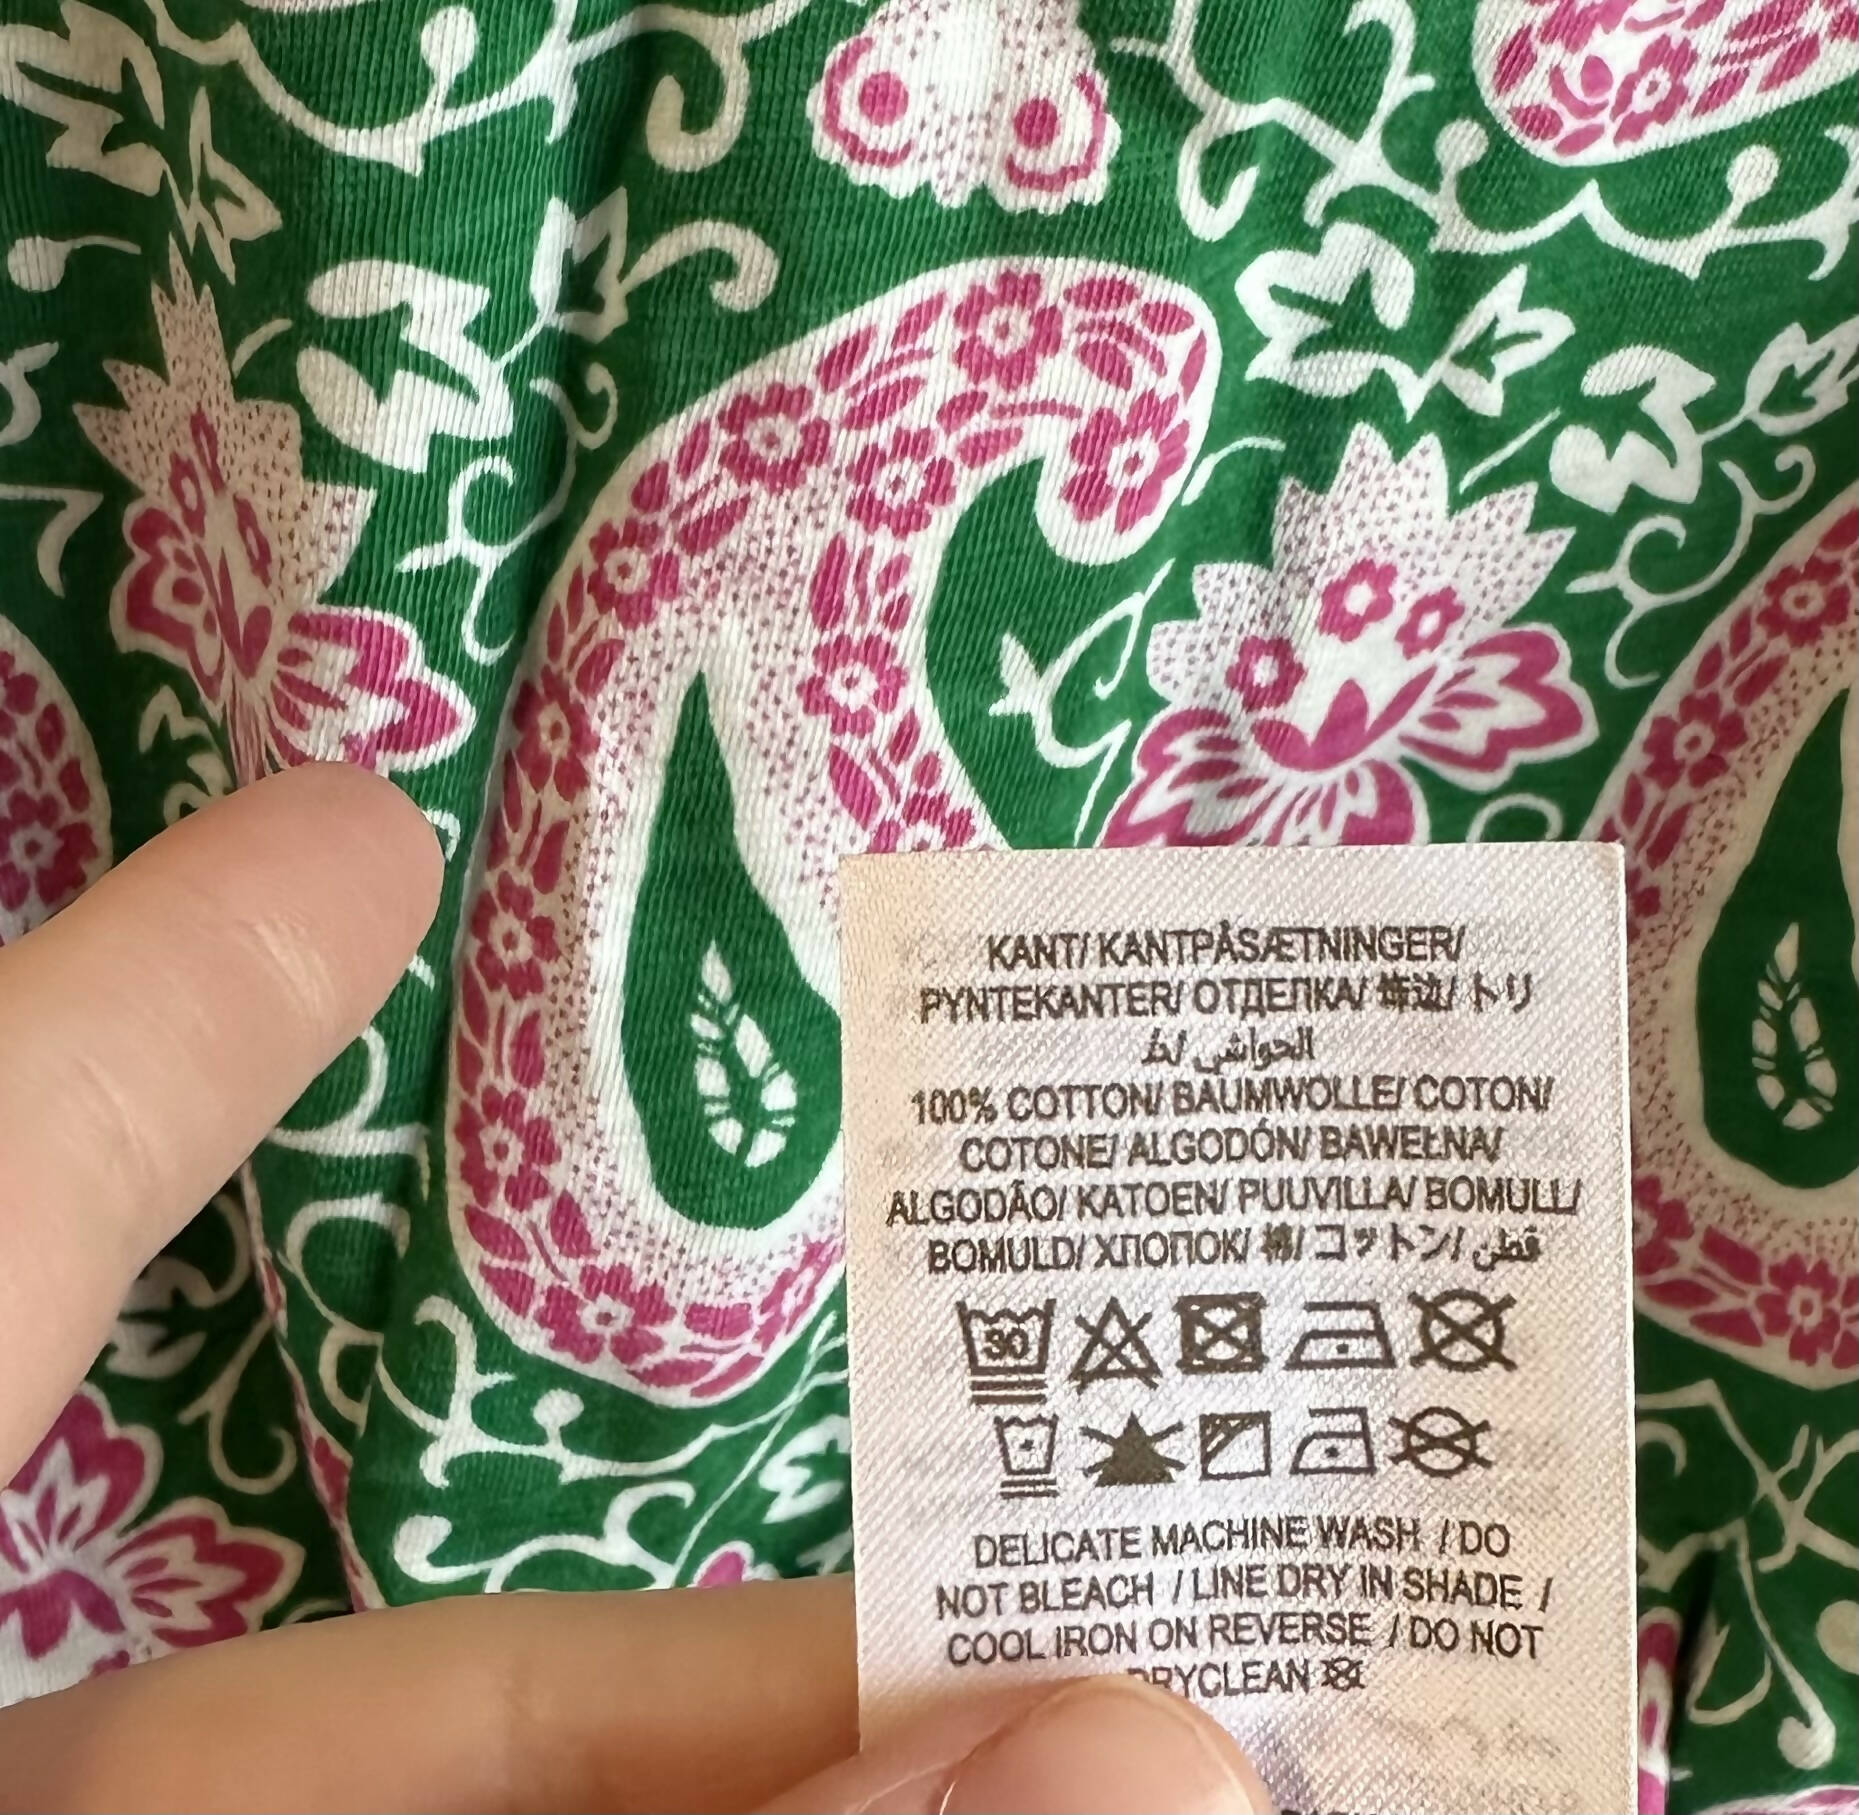 KANT/ KANTPÅSÆTNINGER/
PYNTEKANTER/ ОТДЕЛКА/ 饰边/ トリ
الحواشي /
100% COTTON/ BAUMWOLLE/ COTON/
COTONE/ ALGODÓN/ BAWEŁNA/
ALGODÃO/ KATOEN/ PUUVILLA/ BOMULL/
BOMULD/ ХЛОПОК/ 棉/ コットン/ قطن
30
DELICATE MACHINE WASH / DO
NOT BLEACH / LINE DRY IN SHADE /
COOL IRON ON REVERSE / DO NOT
DRYCLEAN